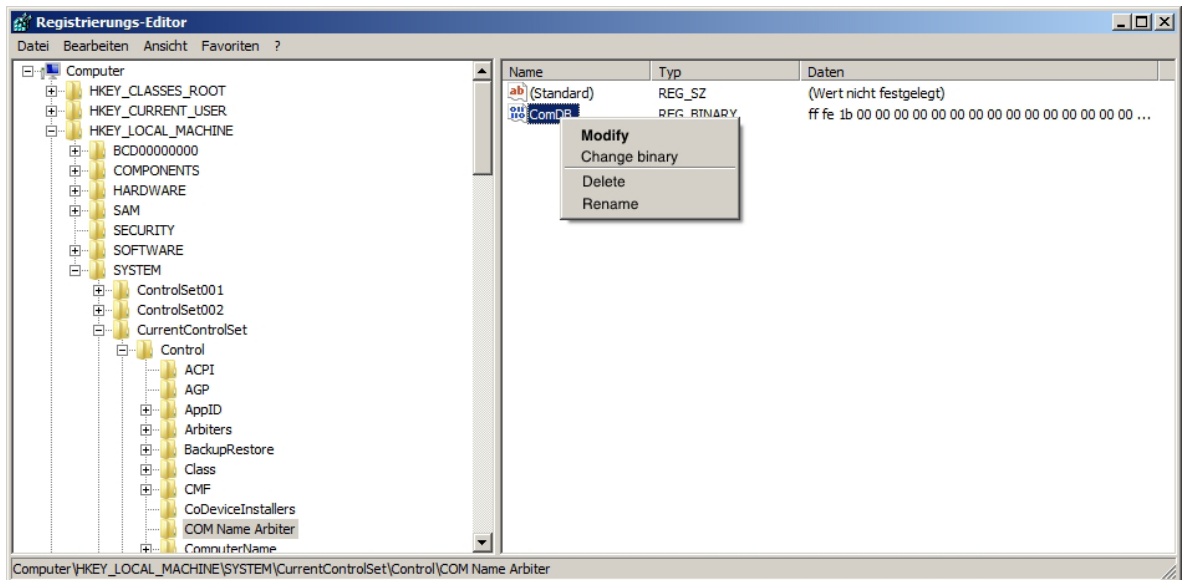 Registrierungs-Editor
Datei Bearbeiten Ansicht Favoriten ?
Computer
HKEY_CLASSES_ROOT
HKEY_CURRENT_USER
HKEY_LOCAL_MACHINE
BCD00000000
COMPONENTS
HARDWARE
SAM
SECURITY
SOFTWARE
SYSTEM
ControlSet001
ControlSet002
CurrentControlSet
Control
ACPI
AGP
AppID
Arbiters
BackupRestore
Class
CMF
CoDeviceInstallers
COM Name Arbiter
ComputerName
Name Typ Daten
(Standard) REG_SZ (Wert nicht festgelegt)
ComDB REG_BINARY ff fe 1b 00 00 00 00 00 00 00 00 00 00 00 00 00 00 00 ...
Modify
Change binary
Delete
Rename
Computer\HKEY_LOCAL_MACHINE\SYSTEM\CurrentControlSet\Control\COM Name Arbiter